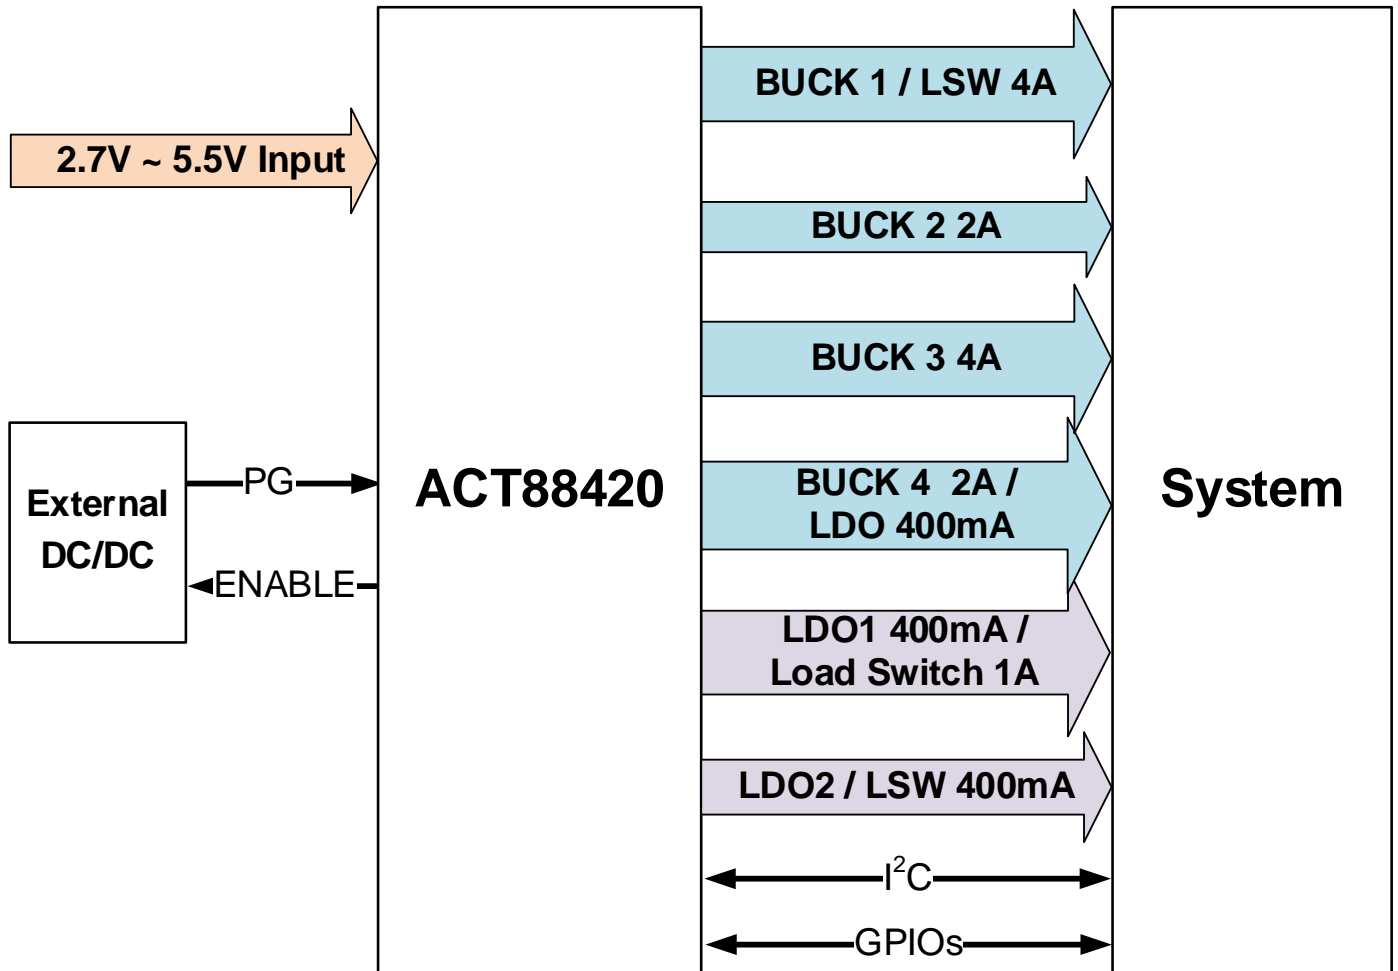 2.7V ~ 5.5V Input
External
DC/DC
PG
ENABLE
ACT88420
BUCK 1 / LSW 4A
BUCK 2 2A
BUCK 3 4A
BUCK 4  2A /
LDO 400mA
LDO1 400mA /
Load Switch 1A
LDO2 / LSW 400mA
I²C
GPIOs
System